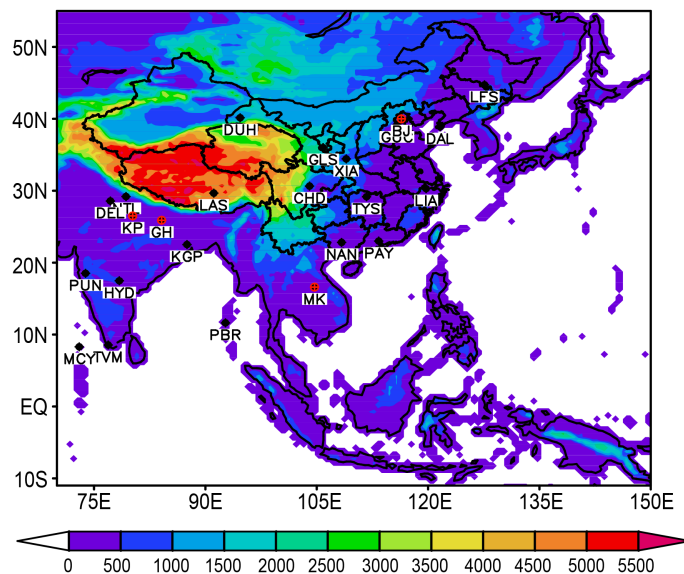 50N
LFS
40N
DUH
BJ
GCU
DAL
GLS
XIA
30N
CHD
DEL
TYS
LIA
LAS
KP
GH
20N
KGP
NAN
PAY
PUN
HYD
MK
10N
PBR
MCY
TVM
EQ
10S
75E 90E 105E 120E 135E 150E
0 500 1000 1500 2000 2500 3000 3500 4000 4500 5000 5500